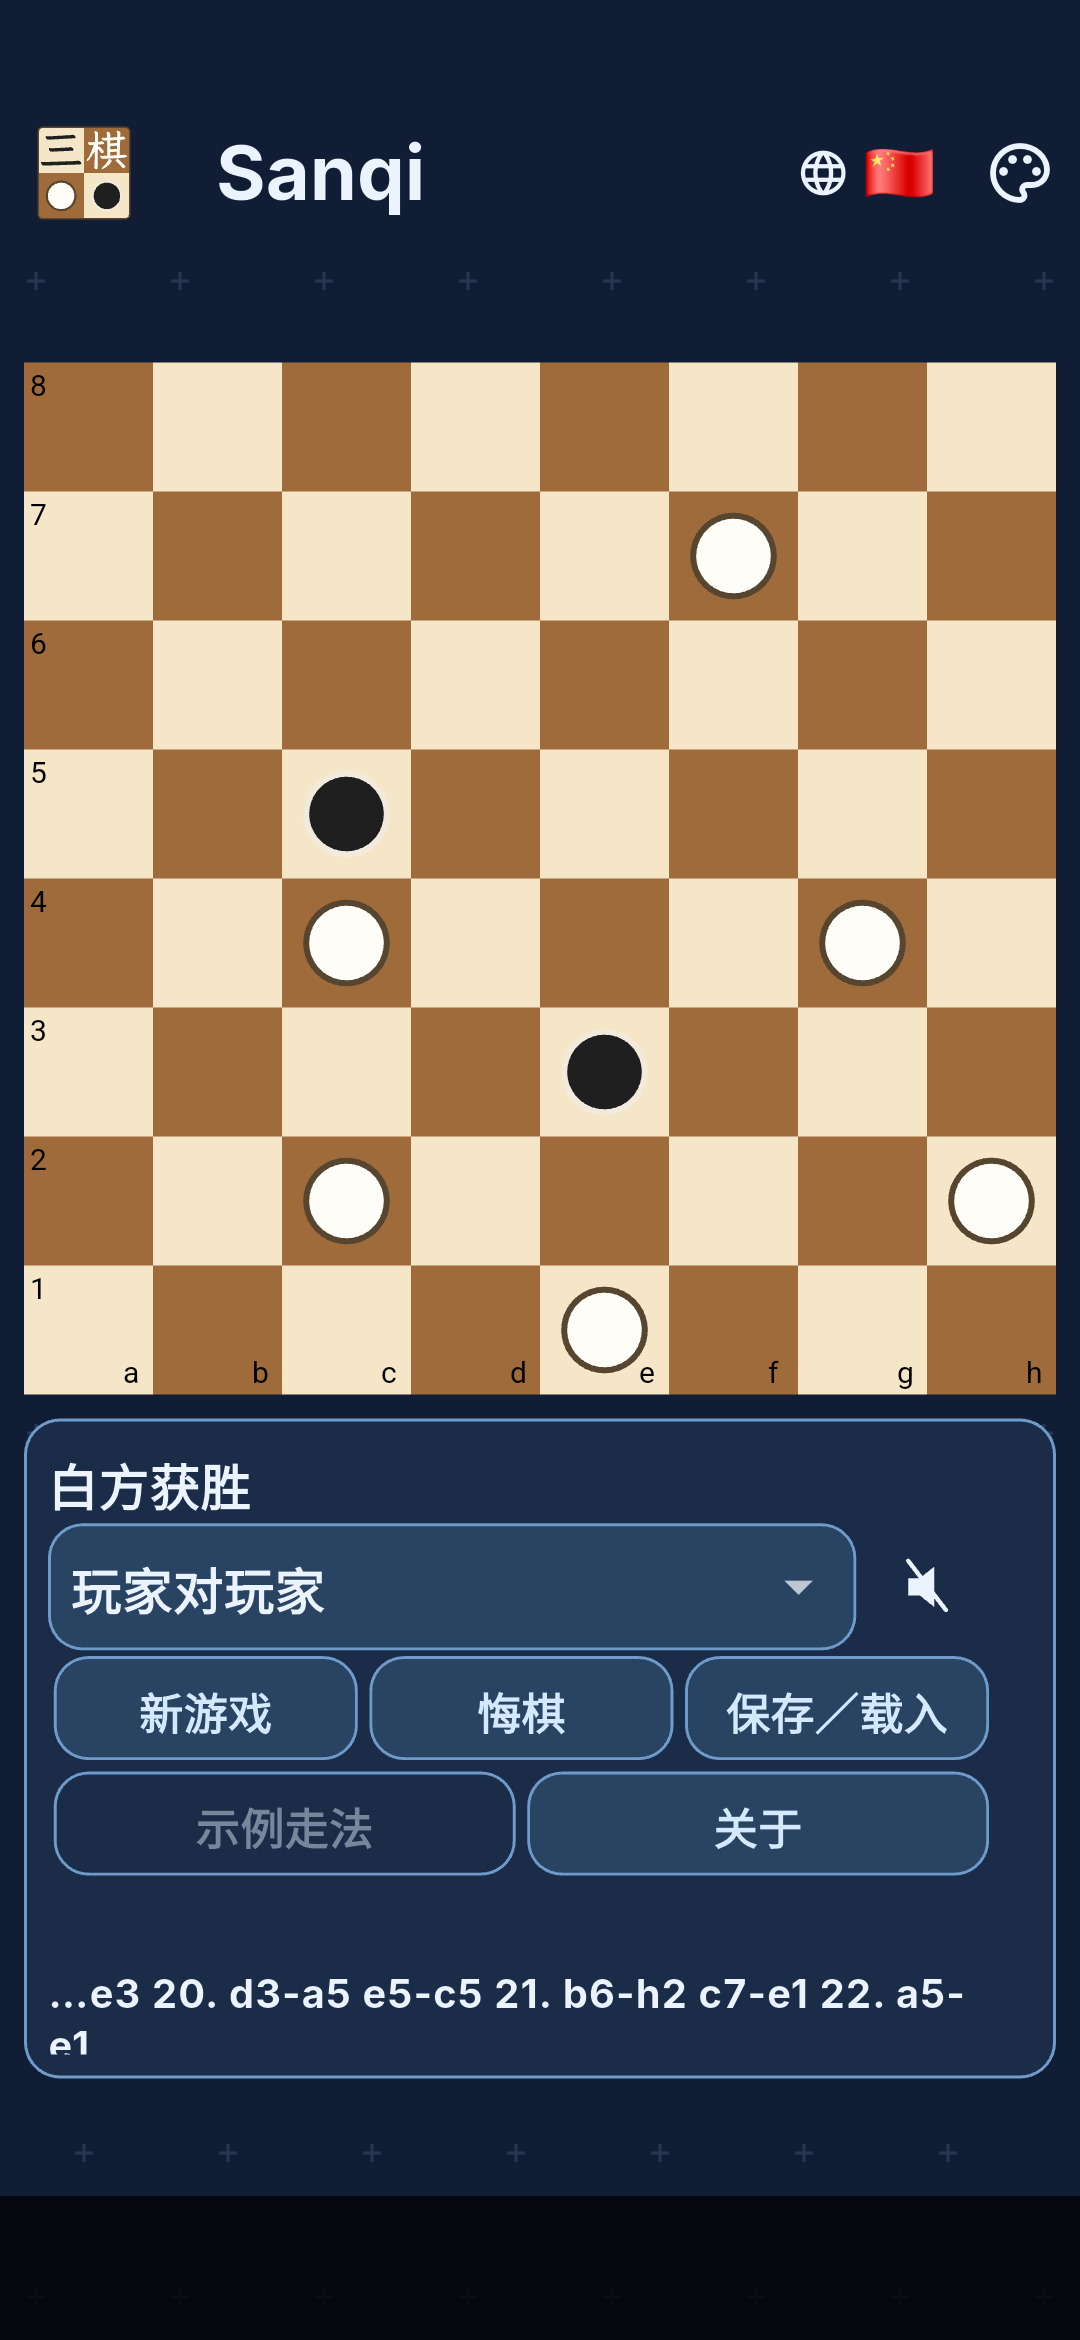 三棋
Sanqi
8
7
6
5
4
3
2
1
a b c d e f g h
白方获胜
玩家对玩家
新游戏 悔棋 保存／载入
示例走法 关于
...e3 20. d3-a5 e5-c5 21. b6-h2 c7-e1 22. a5-
e1